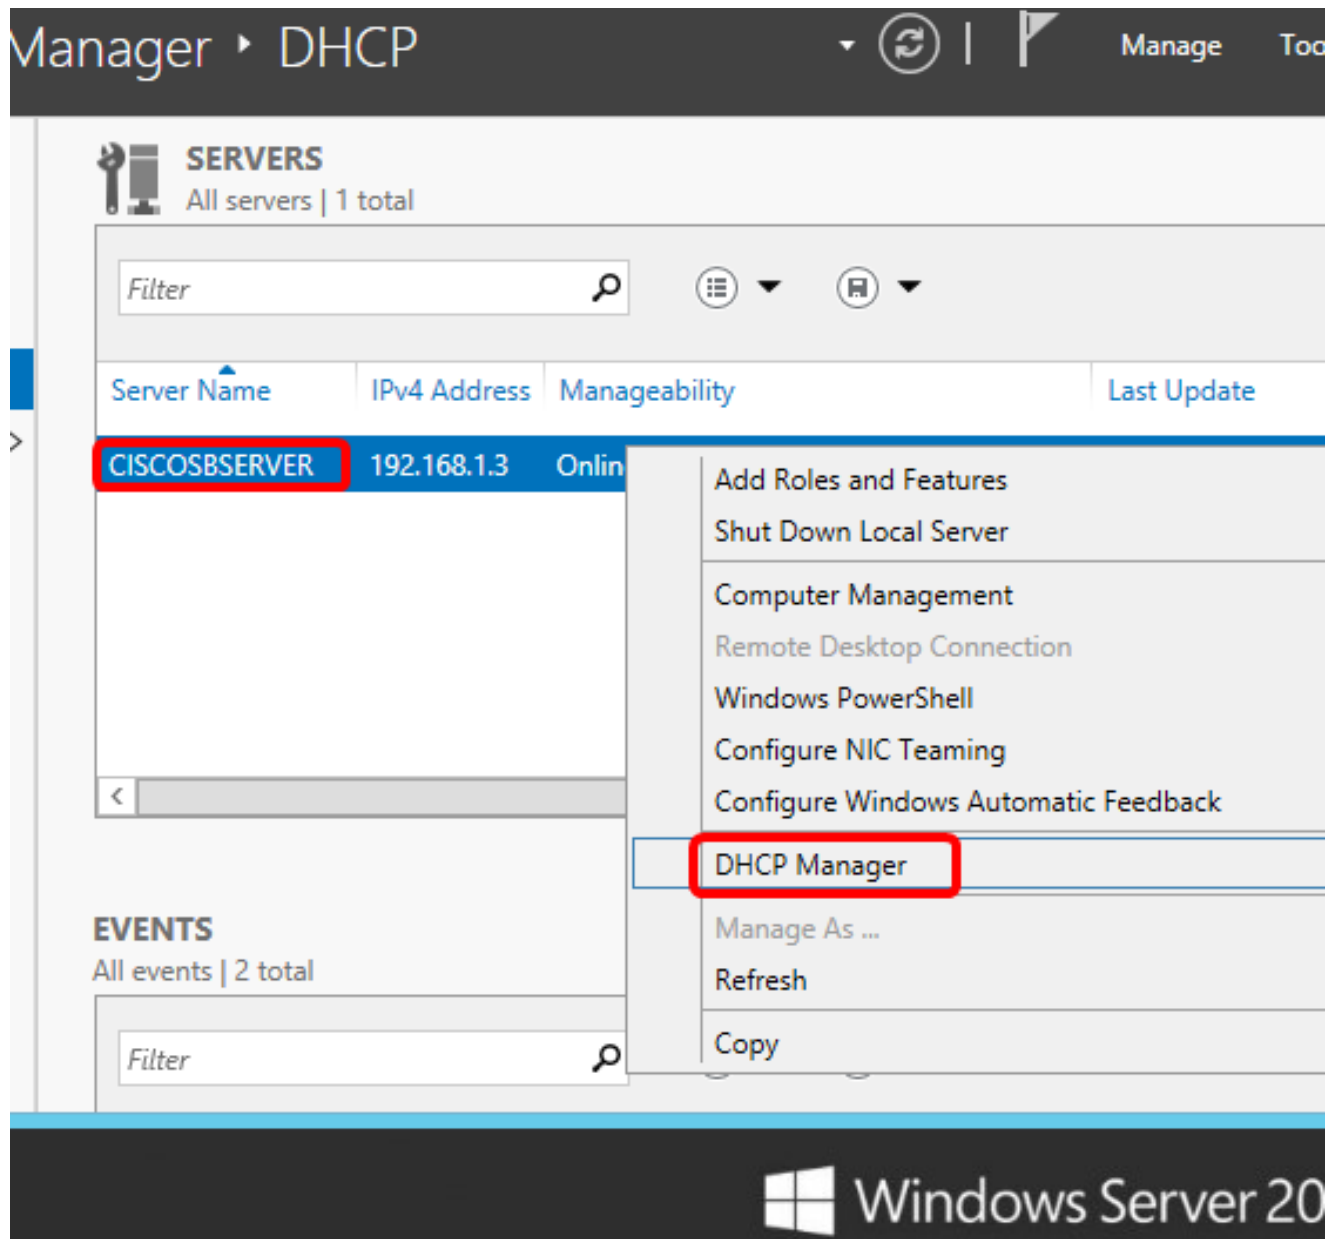 Manager ‣ DHCP
Manage
SERVERS
All servers | 1 total
Filter
Server Name IPv4 Address Manageability Last Update
CISCOSBSERVER 192.168.1.3 Onlin
Add Roles and Features
Shut Down Local Server
Computer Management
Remote Desktop Connection
Windows PowerShell
Configure NIC Teaming
Configure Windows Automatic Feedback
DHCP Manager
EVENTS
Manage As ...
All events | 2 total
Refresh
Copy
Filter
Windows Server 20